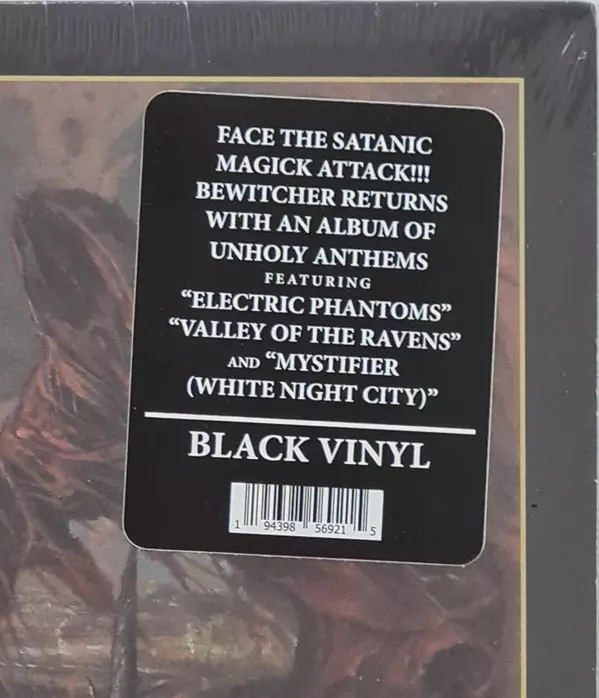 FACE THE SATANIC
MAGICK ATTACK!!!
BEWITCHER RETURNS
WITH AN ALBUM OF
UNHOLY ANTHEMS
FEATURING
“ELECTRIC PHANTOMS”
“VALLEY OF THE RAVENS”
AND “MYSTIFIER
(WHITE NIGHT CITY)”
BLACK VINYL
1 94398 56921 5